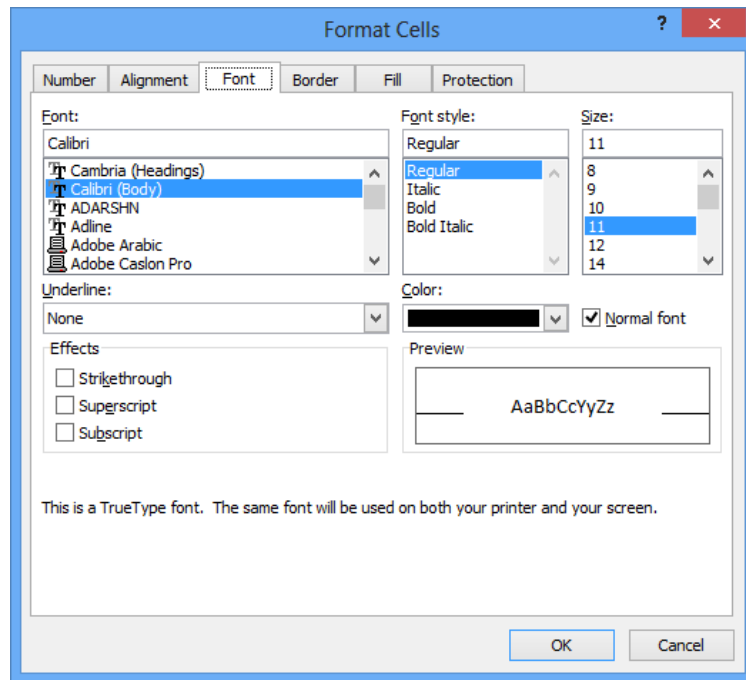 Format Cells
?
Number Alignment Font Border Fill Protection
Font: Font style: Size:
Calibri Regular 11
Cambria (Headings) Regular 8
Calibri (Body) Italic 9
ADARSHN Bold 10
Adline Bold Italic 11
Adobe Arabic 12
Adobe Caslon Pro 14
Underline: Color:
None Normal font
Effects Preview
Strikethrough
Superscript AaBbCcYyZz
Subscript
This is a TrueType font. The same font will be used on both your printer and your screen.
OK Cancel